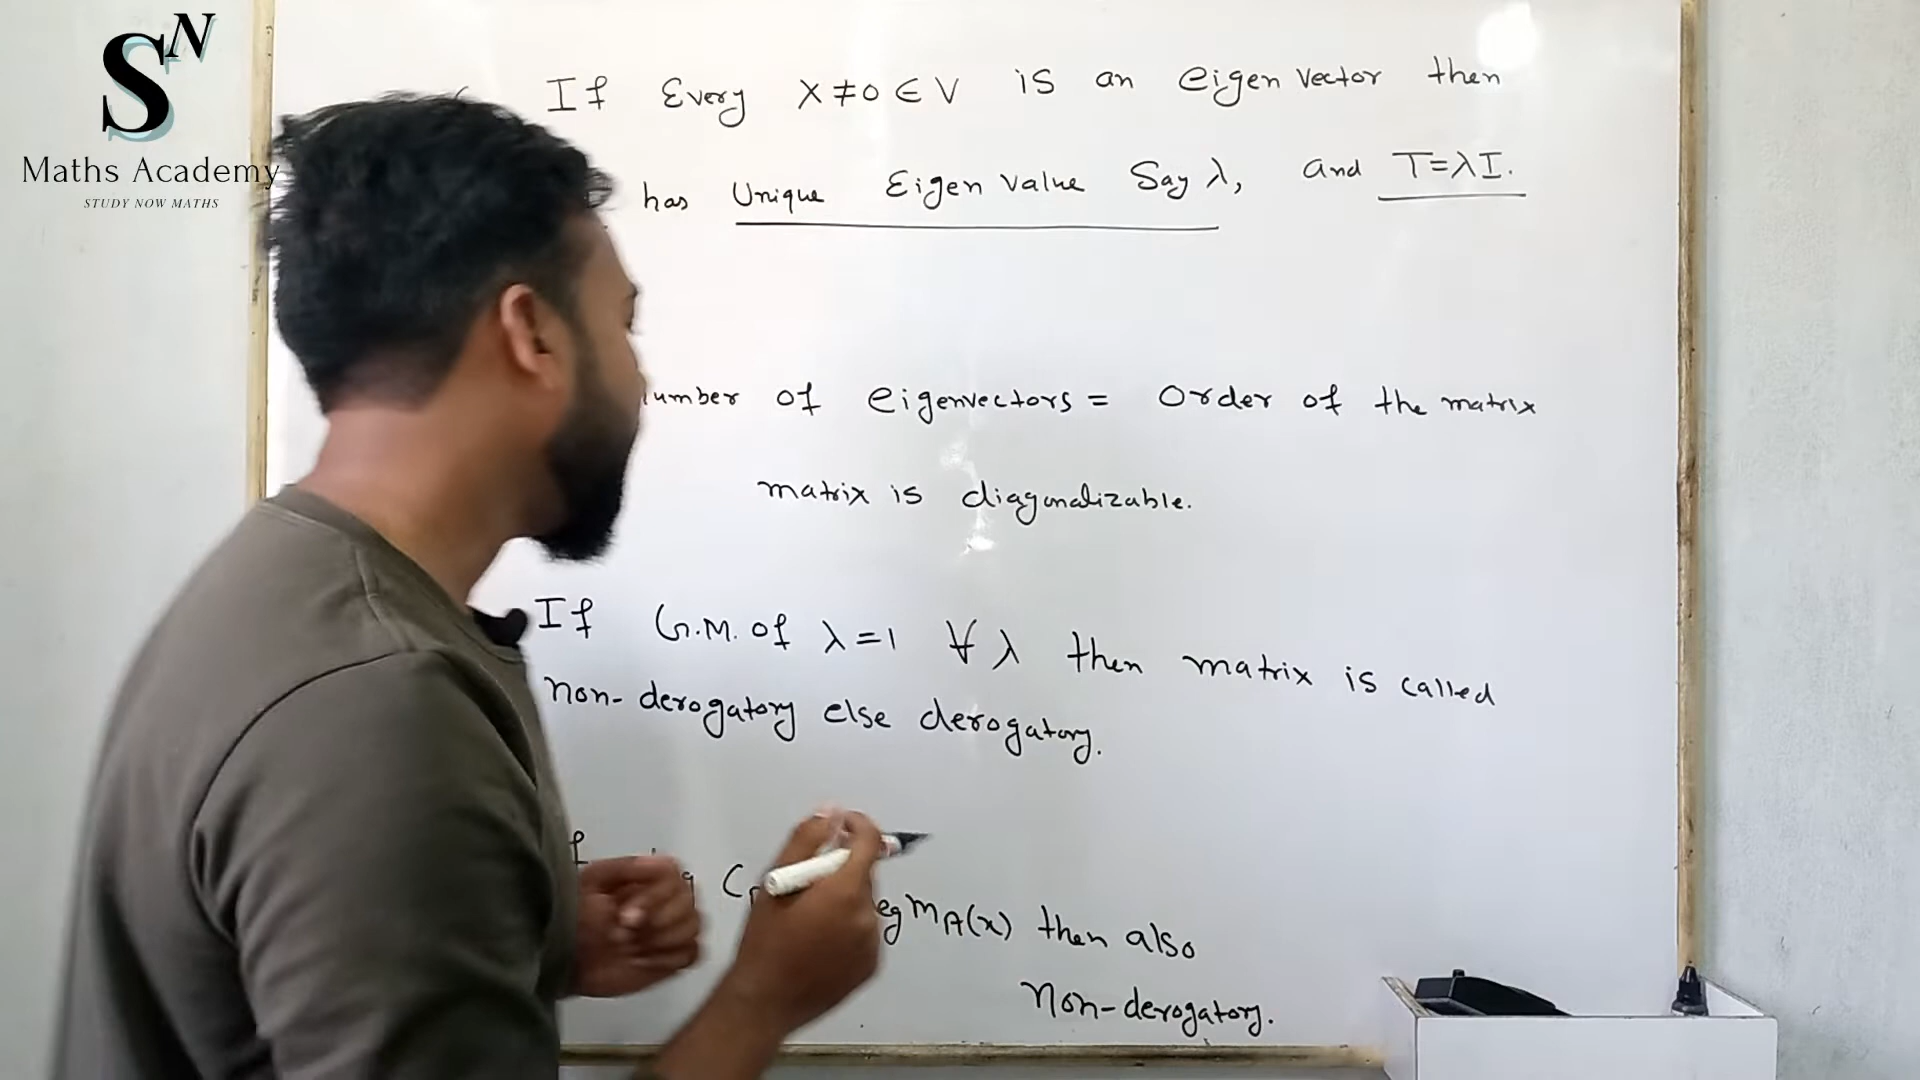 SN
Maths Academy
STUDY NOW MATHS
If Every X≠0 ∈ V is an eigen vector then
has Unique Eigen value Say λ, and T=λI.
of eigenvectors = Order of the matrix
matrix is diagonalizable.
If G.M. of λ=1 ∀ λ then matrix is called
non-derogatory else derogatory.
m_A(x) then also
non-derogatory.